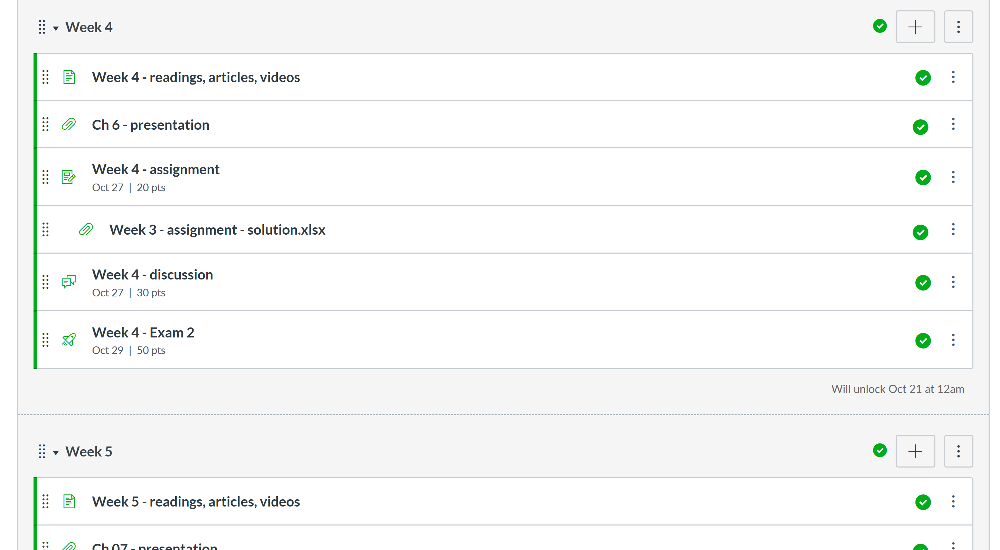 Week 4
Week 4 - readings, articles, videos
Ch 6 - presentation
Week 4 - assignment
Oct 27 | 20 pts
Week 3 - assignment - solution.xlsx
Week 4 - discussion
Oct 27 | 30 pts
Week 4 - Exam 2
Oct 29 | 50 pts
Will unlock Oct 21 at 12am
Week 5
Week 5 - readings, articles, videos
Ch 07 - presentation